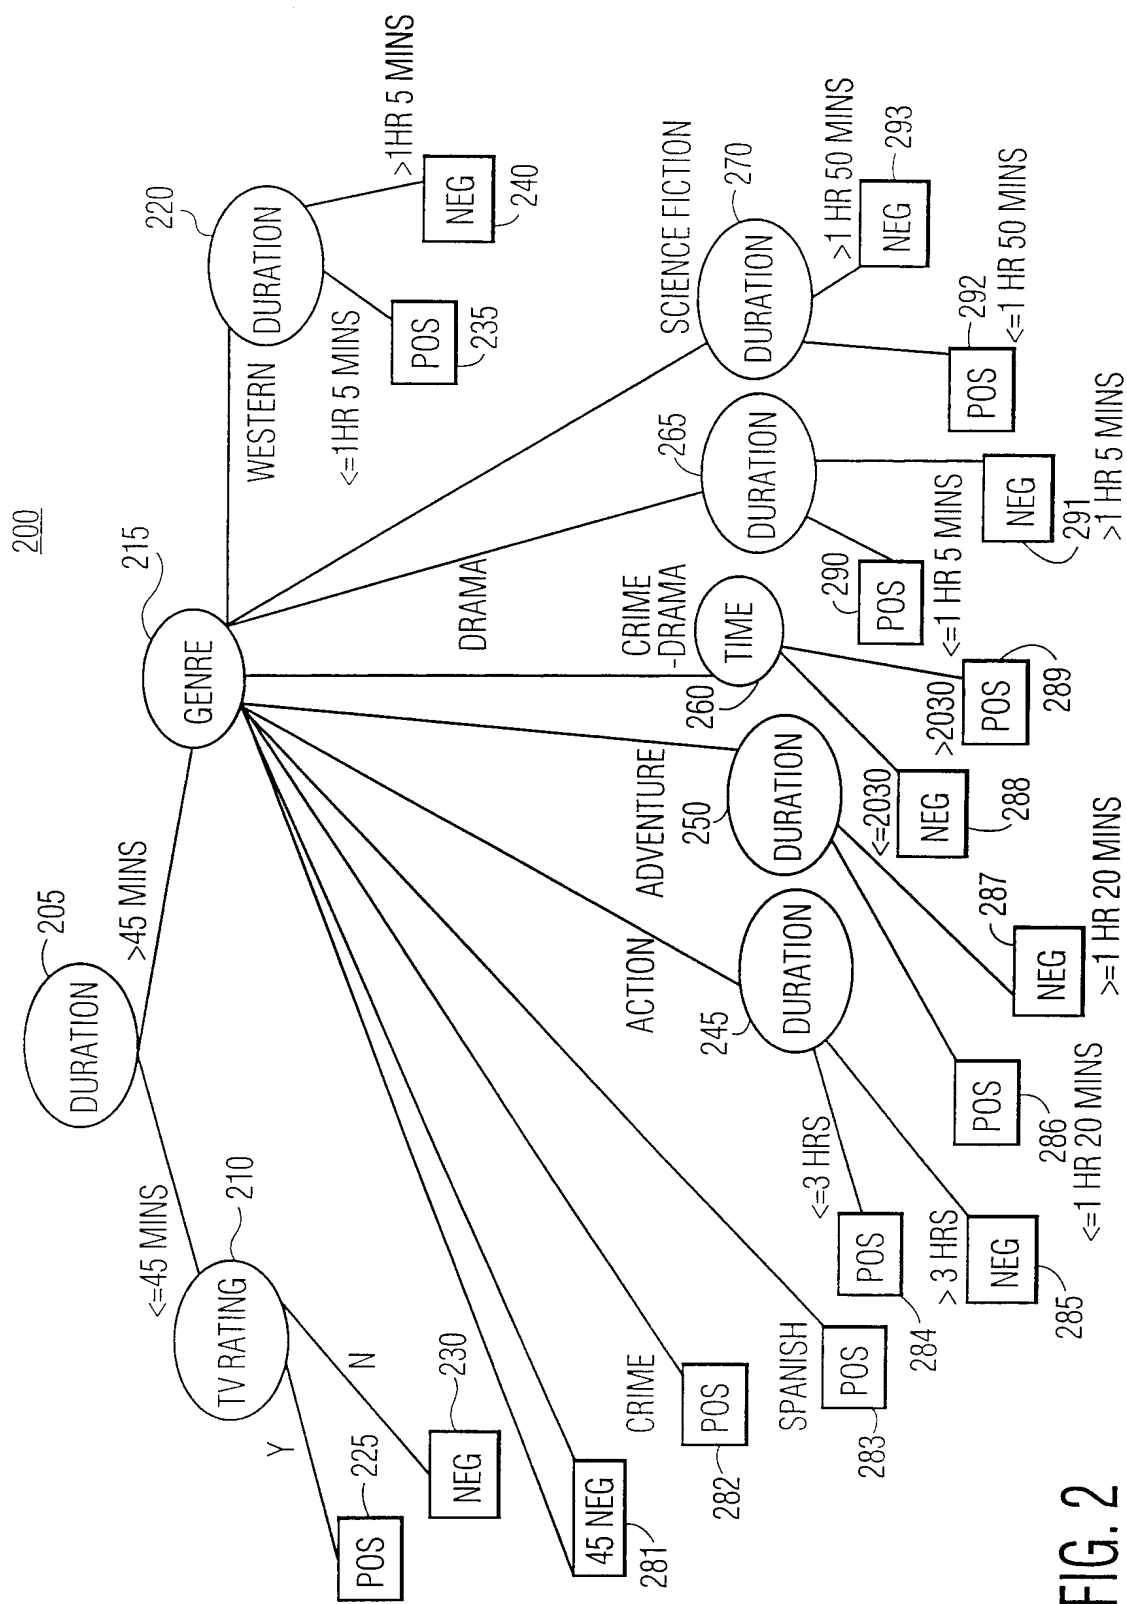 200
DURATION
205
<=45 MINS
>45 MINS
TV RATING
210
GENRE
215
WESTERN
DURATION
220
Y
N
POS
225
NEG
230
<=1HR 5 MINS
>1HR 5 MINS
POS
235
NEG
240
45 NEG
281
CRIME
POS
282
SPANISH
POS
283
ACTION
DURATION
245
<=3 HRS
POS
284
> 3 HRS
NEG
285
ADVENTURE
DURATION
250
POS
286
<=1 HR 20 MINS
NEG
287
>=1 HR 20 MINS
CRIME
-DRAMA
TIME
260
<=2030
NEG
288
>2030
POS
289
DRAMA
DURATION
265
POS
290
<=1 HR 5 MINS
NEG
291
>1 HR 5 MINS
SCIENCE FICTION
DURATION
270
POS
292
<=1 HR 50 MINS
>1 HR 50 MINS
NEG
293
FIG. 2